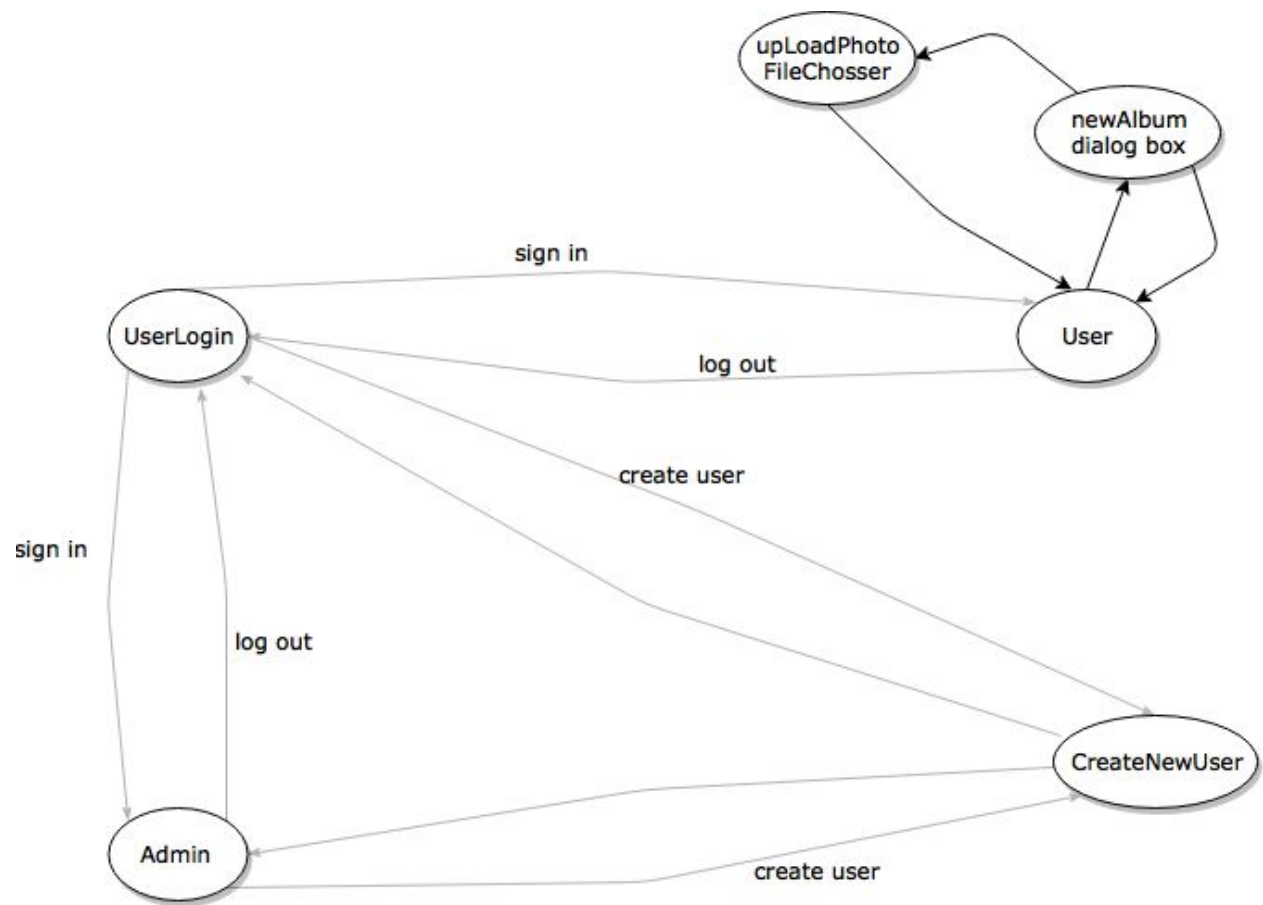 upLoadPhoto
FileChosser
newAlbum
dialog box
sign in
UserLogin
User
log out
create user
sign in
log out
CreateNewUser
Admin
create user